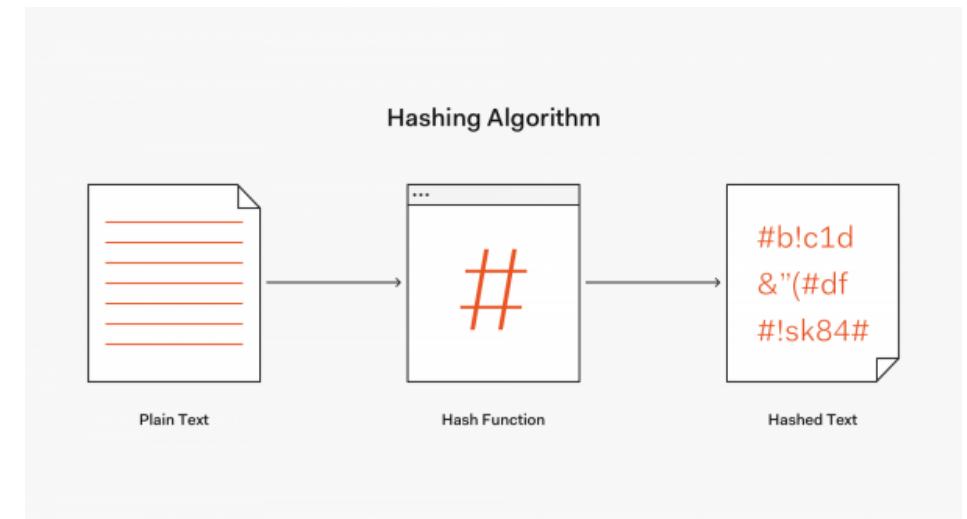 Hashing Algorithm
#
#b!c1d
&”(#df
#!sk84#
Plain Text
Hash Function
Hashed Text